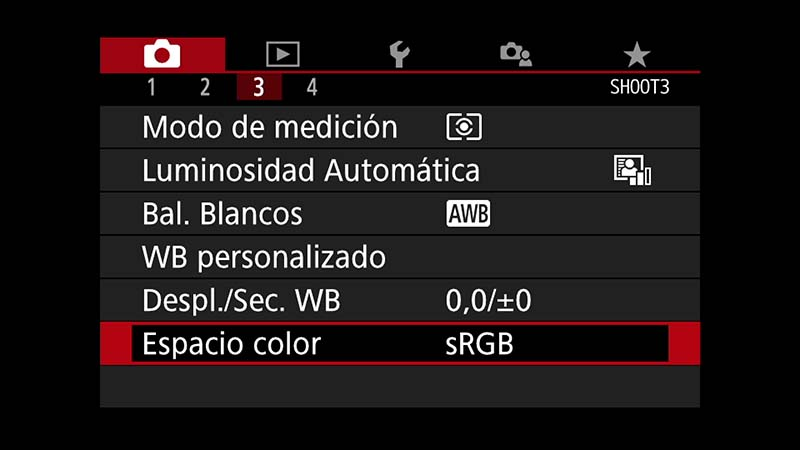 1 2 3 4 SHOOT3
Modo de medición
Luminosidad Automática
Bal. Blancos AWB
WB personalizado
Despl./Sec. WB 0,0/±0
Espacio color sRGB